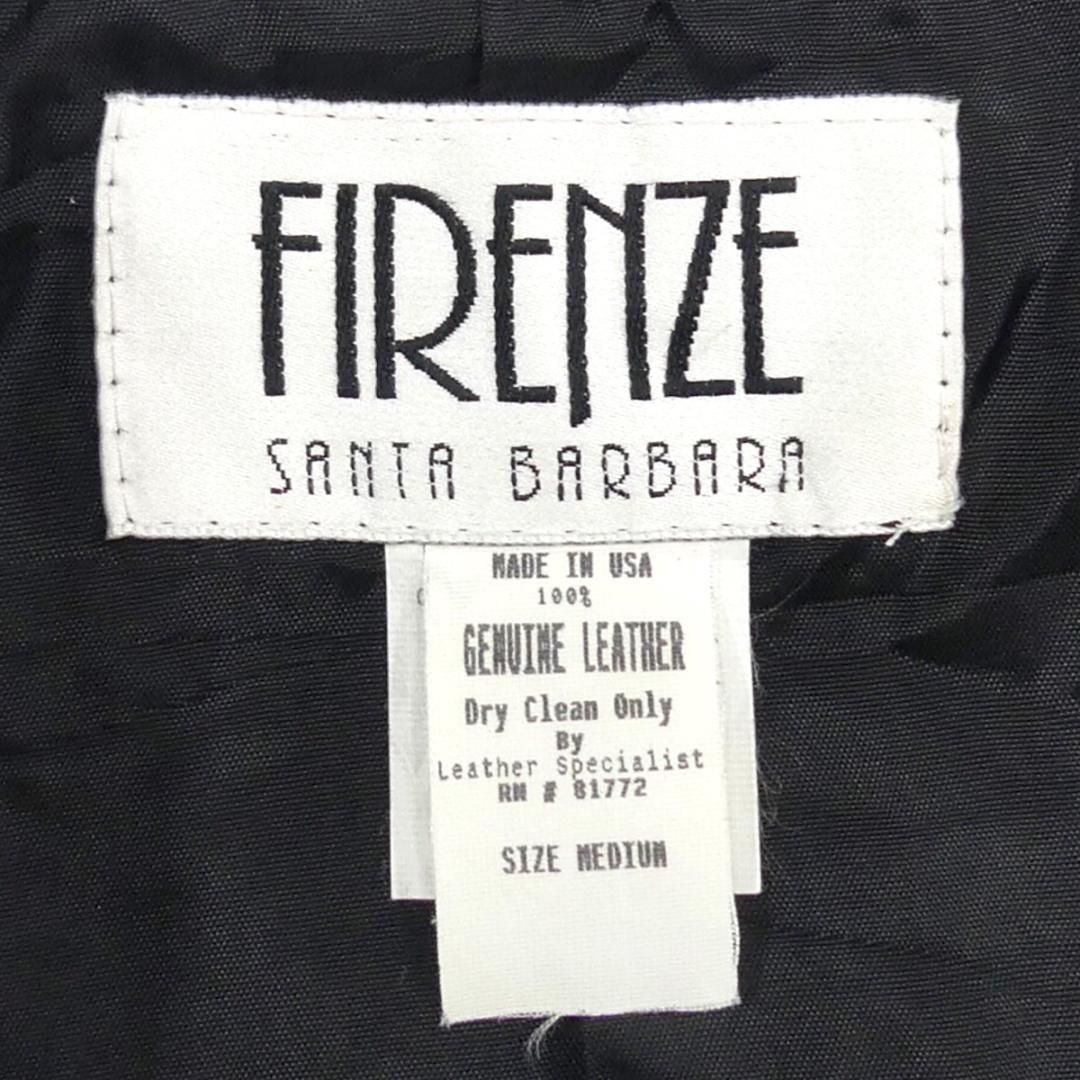 FIRENZE
SANTA BARBARA
MADE IN USA
100%
GENUINE LEATHER
Dry Clean Only
By
Leather Specialist
RN # 81772
SIZE MEDIUM